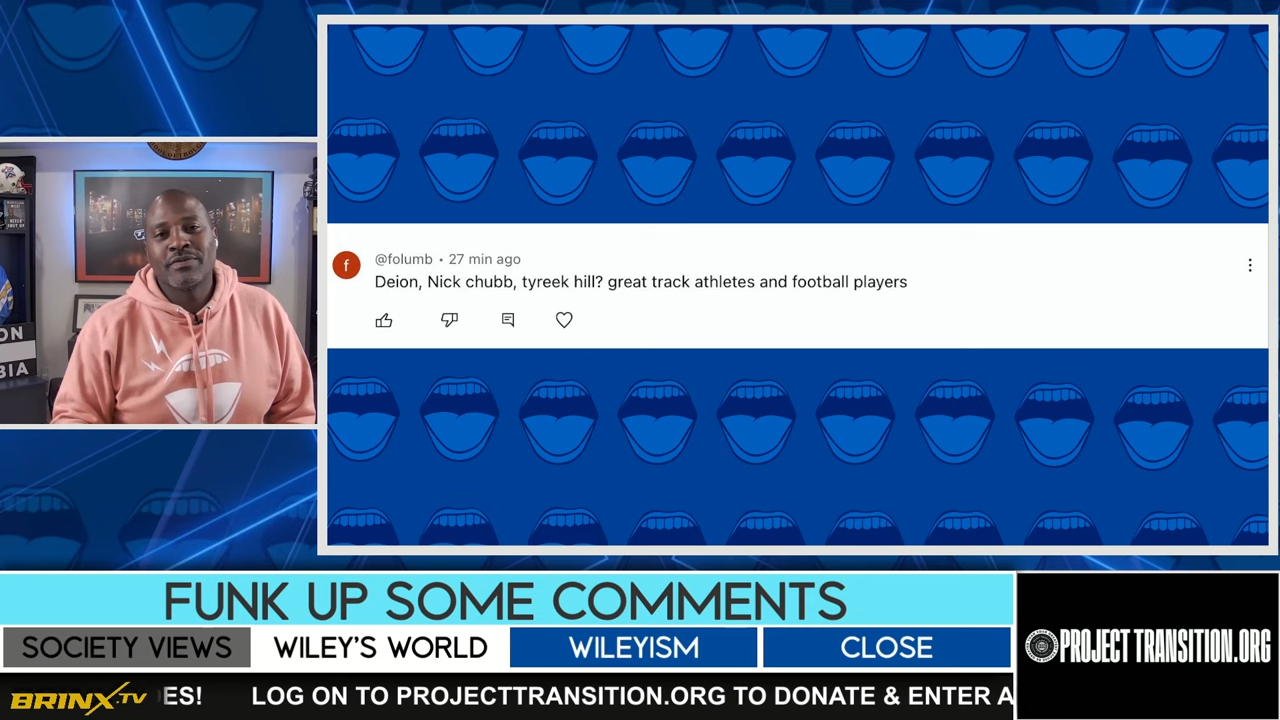 @folumb • 27 min ago
Deion, Nick chubb, tyreek hill? great track athletes and football players
f
ON
BIA
FUNK UP SOME COMMENTS
SOCIETY VIEWS
WILEY'S WORLD
WILEYISM
CLOSE
PROJECT TRANSITION.ORG
BRINX.TV
ES! LOG ON TO PROJECTTRANSITION.ORG TO DONATE & ENTER A